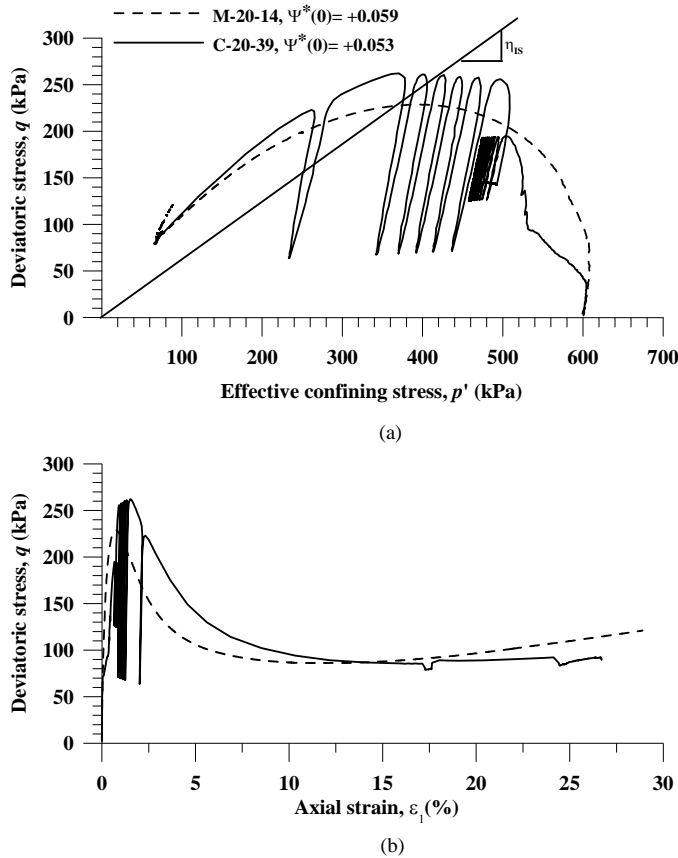 M-20-14, Ψ*(0)= +0.059
C-20-39, Ψ*(0)= +0.053
η_IS
Deviatoric stress, q (kPa)
300
250
200
150
100
50
0
100 200 300 400 500 600 700
Effective confining stress, p' (kPa)
(a)
Deviatoric stress, q (kPa)
300
250
200
150
100
50
0
0 5 10 15 20 25 30
Axial strain, ε₁(%)
(b)